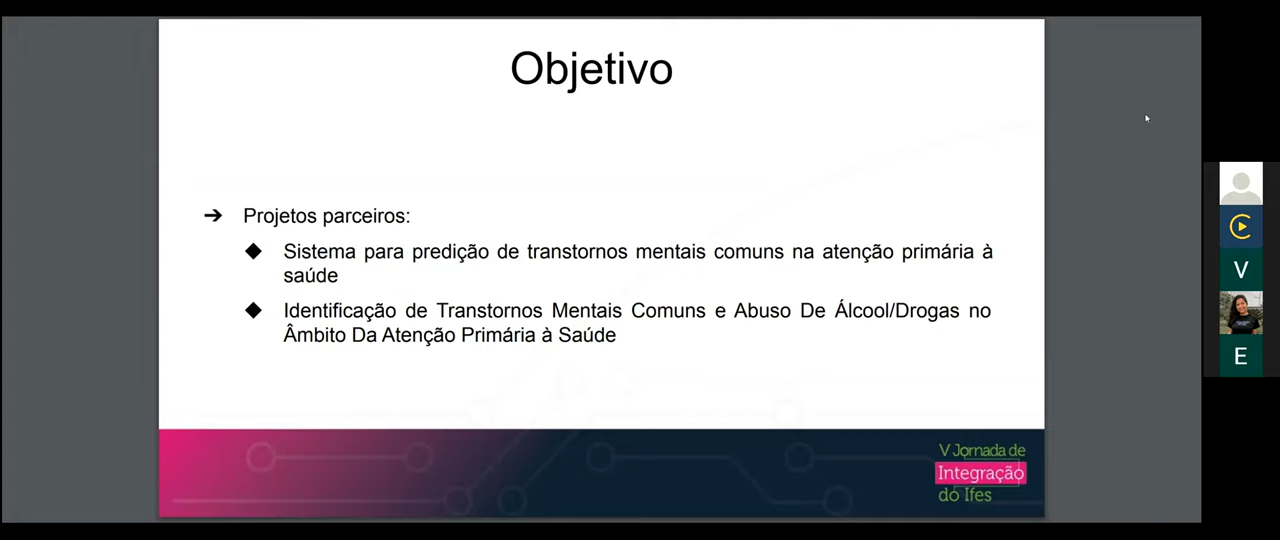 Objetivo
➔ Projetos parceiros:
◆ Sistema para predição de transtornos mentais comuns na atenção primária à
saúde
◆ Identificação de Transtornos Mentais Comuns e Abuso De Álcool/Drogas no
Âmbito Da Atenção Primária à Saúde
V Jornada de
Integração
do Ifes
V
E